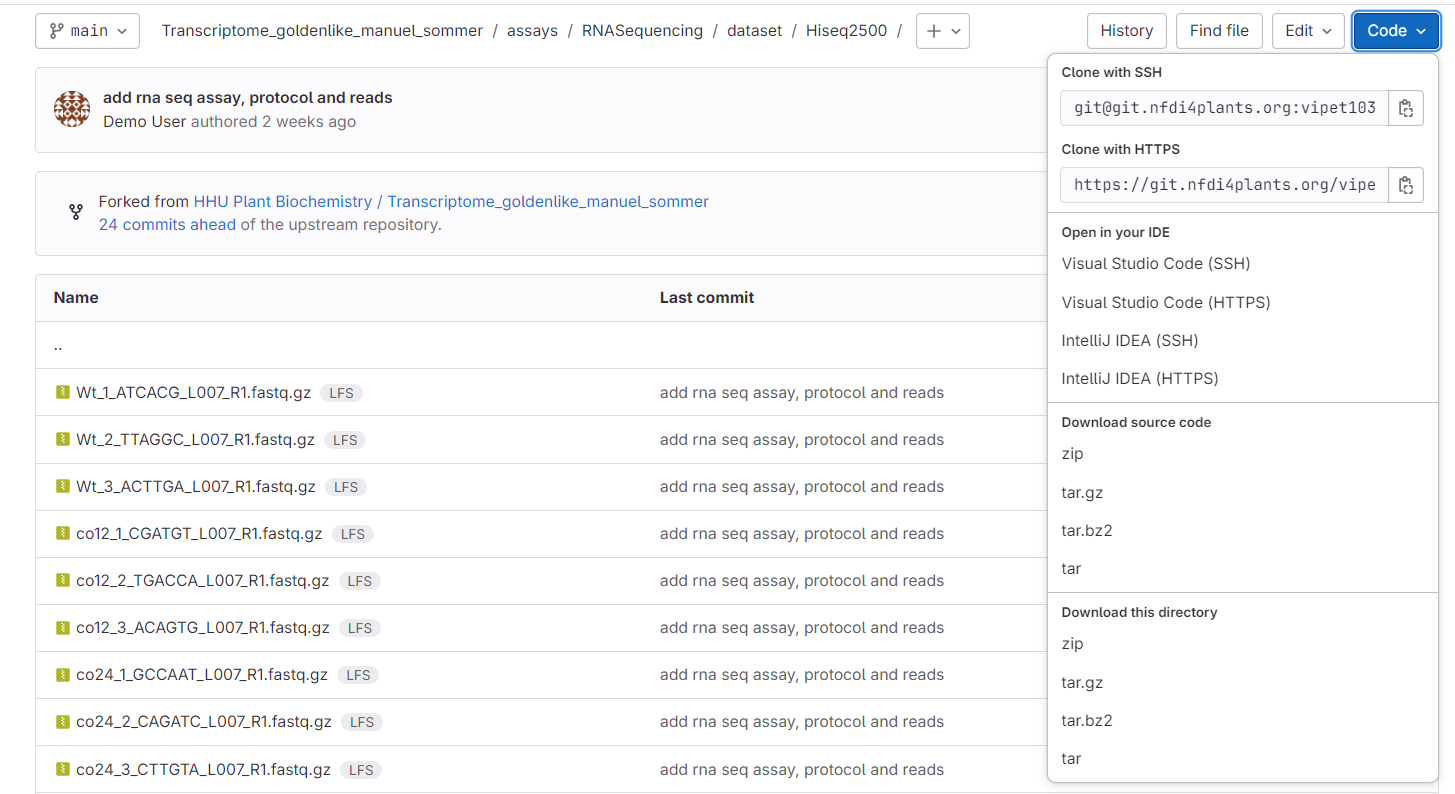 main Transcriptome_goldenlike_manuel_sommer / assays / RNASequencing / dataset / Hiseq2500 / + History Find file Edit Code
add rna seq assay, protocol and reads
Demo User authored 2 weeks ago
Forked from HHU Plant Biochemistry / Transcriptome_goldenlike_manuel_sommer
24 commits ahead of the upstream repository.
Name Last commit
..
Wt_1_ATCACG_L007_R1.fastq.gz LFS add rna seq assay, protocol and reads
Wt_2_TTAGGC_L007_R1.fastq.gz LFS add rna seq assay, protocol and reads
Wt_3_ACTTGA_L007_R1.fastq.gz LFS add rna seq assay, protocol and reads
co12_1_CGATGT_L007_R1.fastq.gz LFS add rna seq assay, protocol and reads
co12_2_TGACCA_L007_R1.fastq.gz LFS add rna seq assay, protocol and reads
co12_3_ACAGTG_L007_R1.fastq.gz LFS add rna seq assay, protocol and reads
co24_1_GCCAAT_L007_R1.fastq.gz LFS add rna seq assay, protocol and reads
co24_2_CAGATC_L007_R1.fastq.gz LFS add rna seq assay, protocol and reads
co24_3_CTTGTA_L007_R1.fastq.gz LFS add rna seq assay, protocol and reads
Clone with SSH
git@git.nfdi4plants.org:vipet103
Clone with HTTPS
https://git.nfdi4plants.org/vipe
Open in your IDE
Visual Studio Code (SSH)
Visual Studio Code (HTTPS)
IntelliJ IDEA (SSH)
IntelliJ IDEA (HTTPS)
Download source code
zip
tar.gz
tar.bz2
tar
Download this directory
zip
tar.gz
tar.bz2
tar